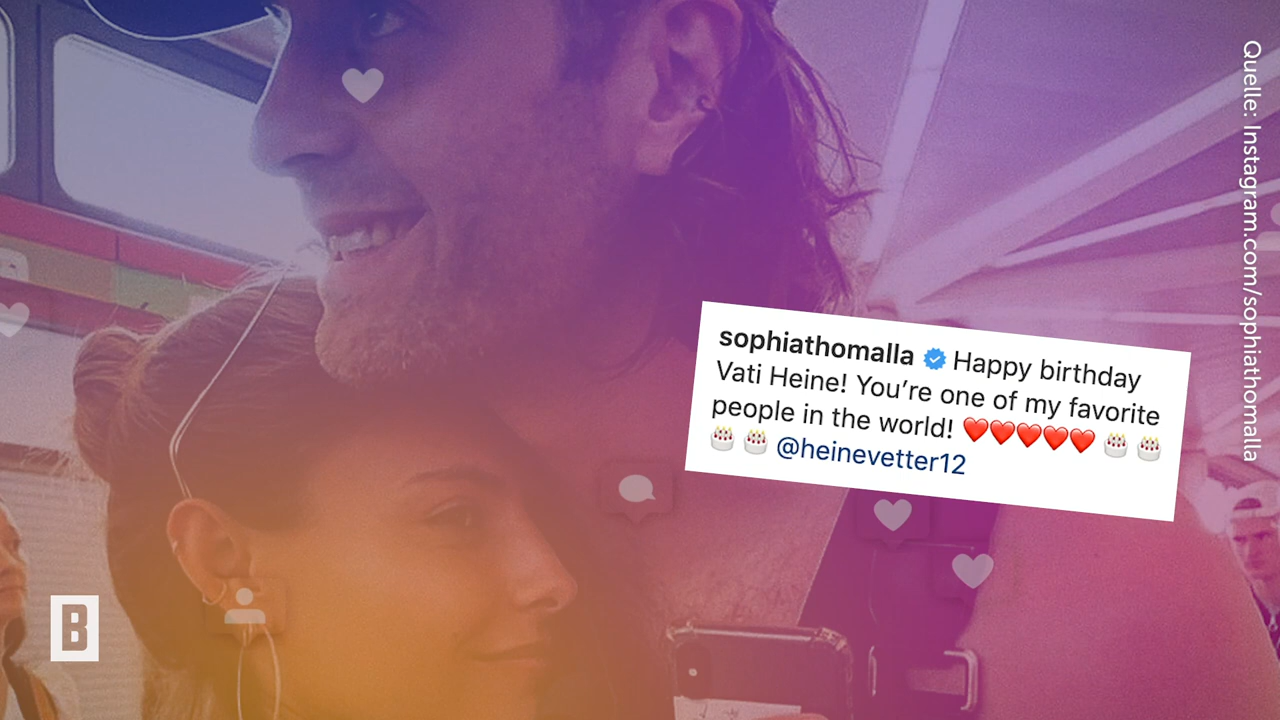 sophiathomalla Happy birthday
Vati Heine! You’re one of my favorite
people in the world! ❤️❤️❤️❤️❤️ 🎂 🎂
🎂 🎂 @heinevetter12
Quelle: Instagram.com/sophiathomalla
B